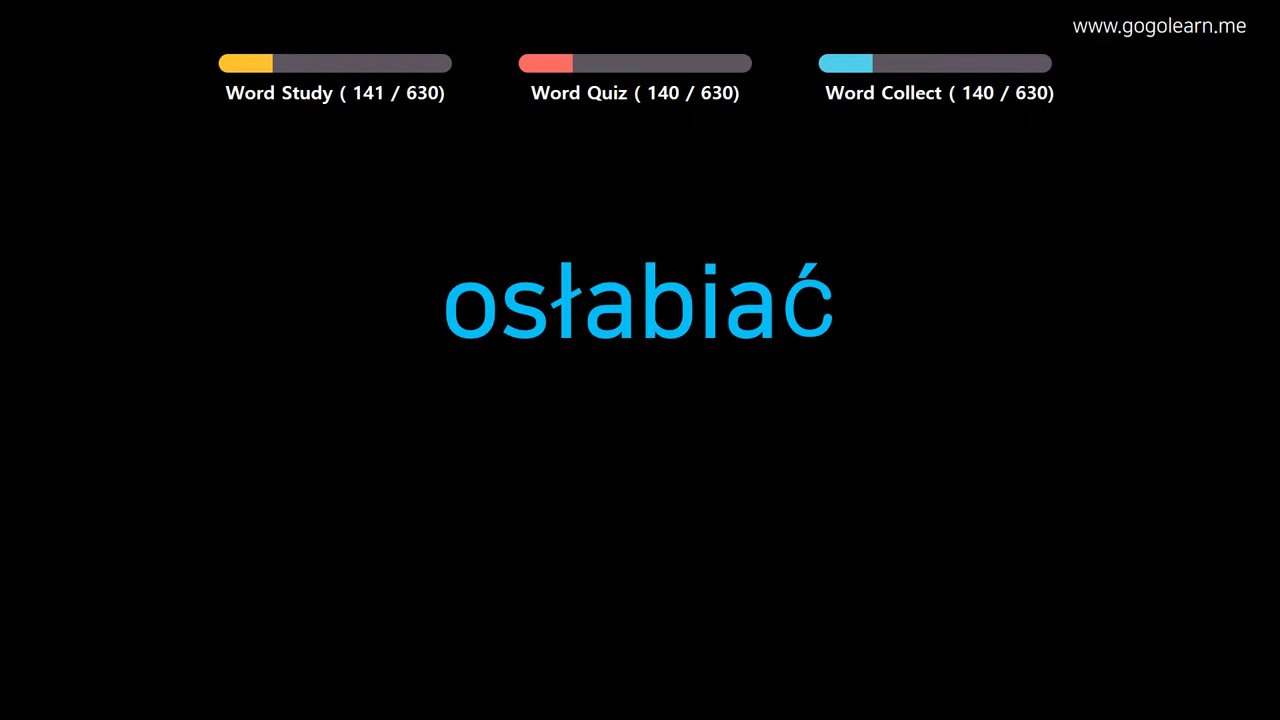 www.gogolearn.me
Word Study ( 141 / 630)
Word Quiz ( 140 / 630)
Word Collect ( 140 / 630)
osłabiać